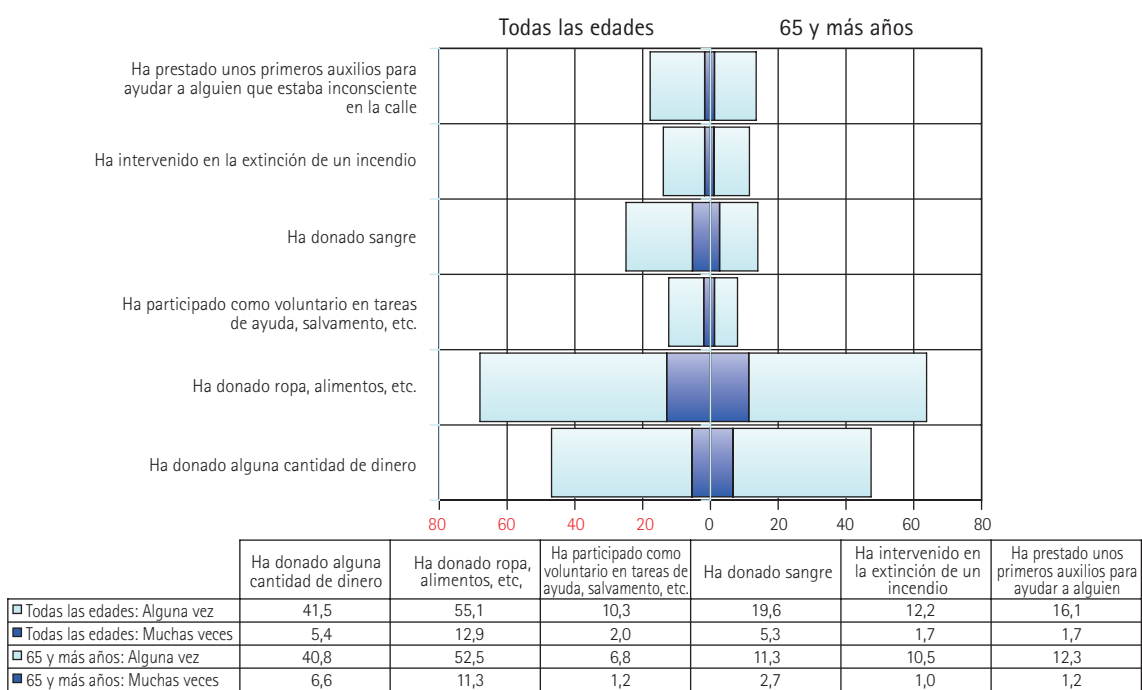 Todas las edades 65 y más años
Ha prestado unos primeros auxilios para
ayudar a alguien que estaba inconsciente
en la calle
Ha intervenido en la extinción de un incendio
Ha donado sangre
Ha participado como voluntario en tareas
de ayuda, salvamento, etc.
Ha donado ropa, alimentos, etc.
Ha donado alguna cantidad de dinero
80 60 40 20 0 20 40 60 80
Ha donado alguna
cantidad de dinero
Ha donado ropa,
alimentos, etc,
Ha participado como
voluntario en tareas de
ayuda, salvamento, etc.
Ha donado sangre
Ha intervenido en
la extinción de un
incendio
Ha prestado unos
primeros auxilios para
ayudar a alguien
Todas las edades: Alguna vez 41,5 55,1 10,3 19,6 12,2 16,1
Todas las edades: Muchas veces 5,4 12,9 2,0 5,3 1,7 1,7
65 y más años: Alguna vez 40,8 52,5 6,8 11,3 10,5 12,3
65 y más años: Muchas veces 6,6 11,3 1,2 2,7 1,0 1,2